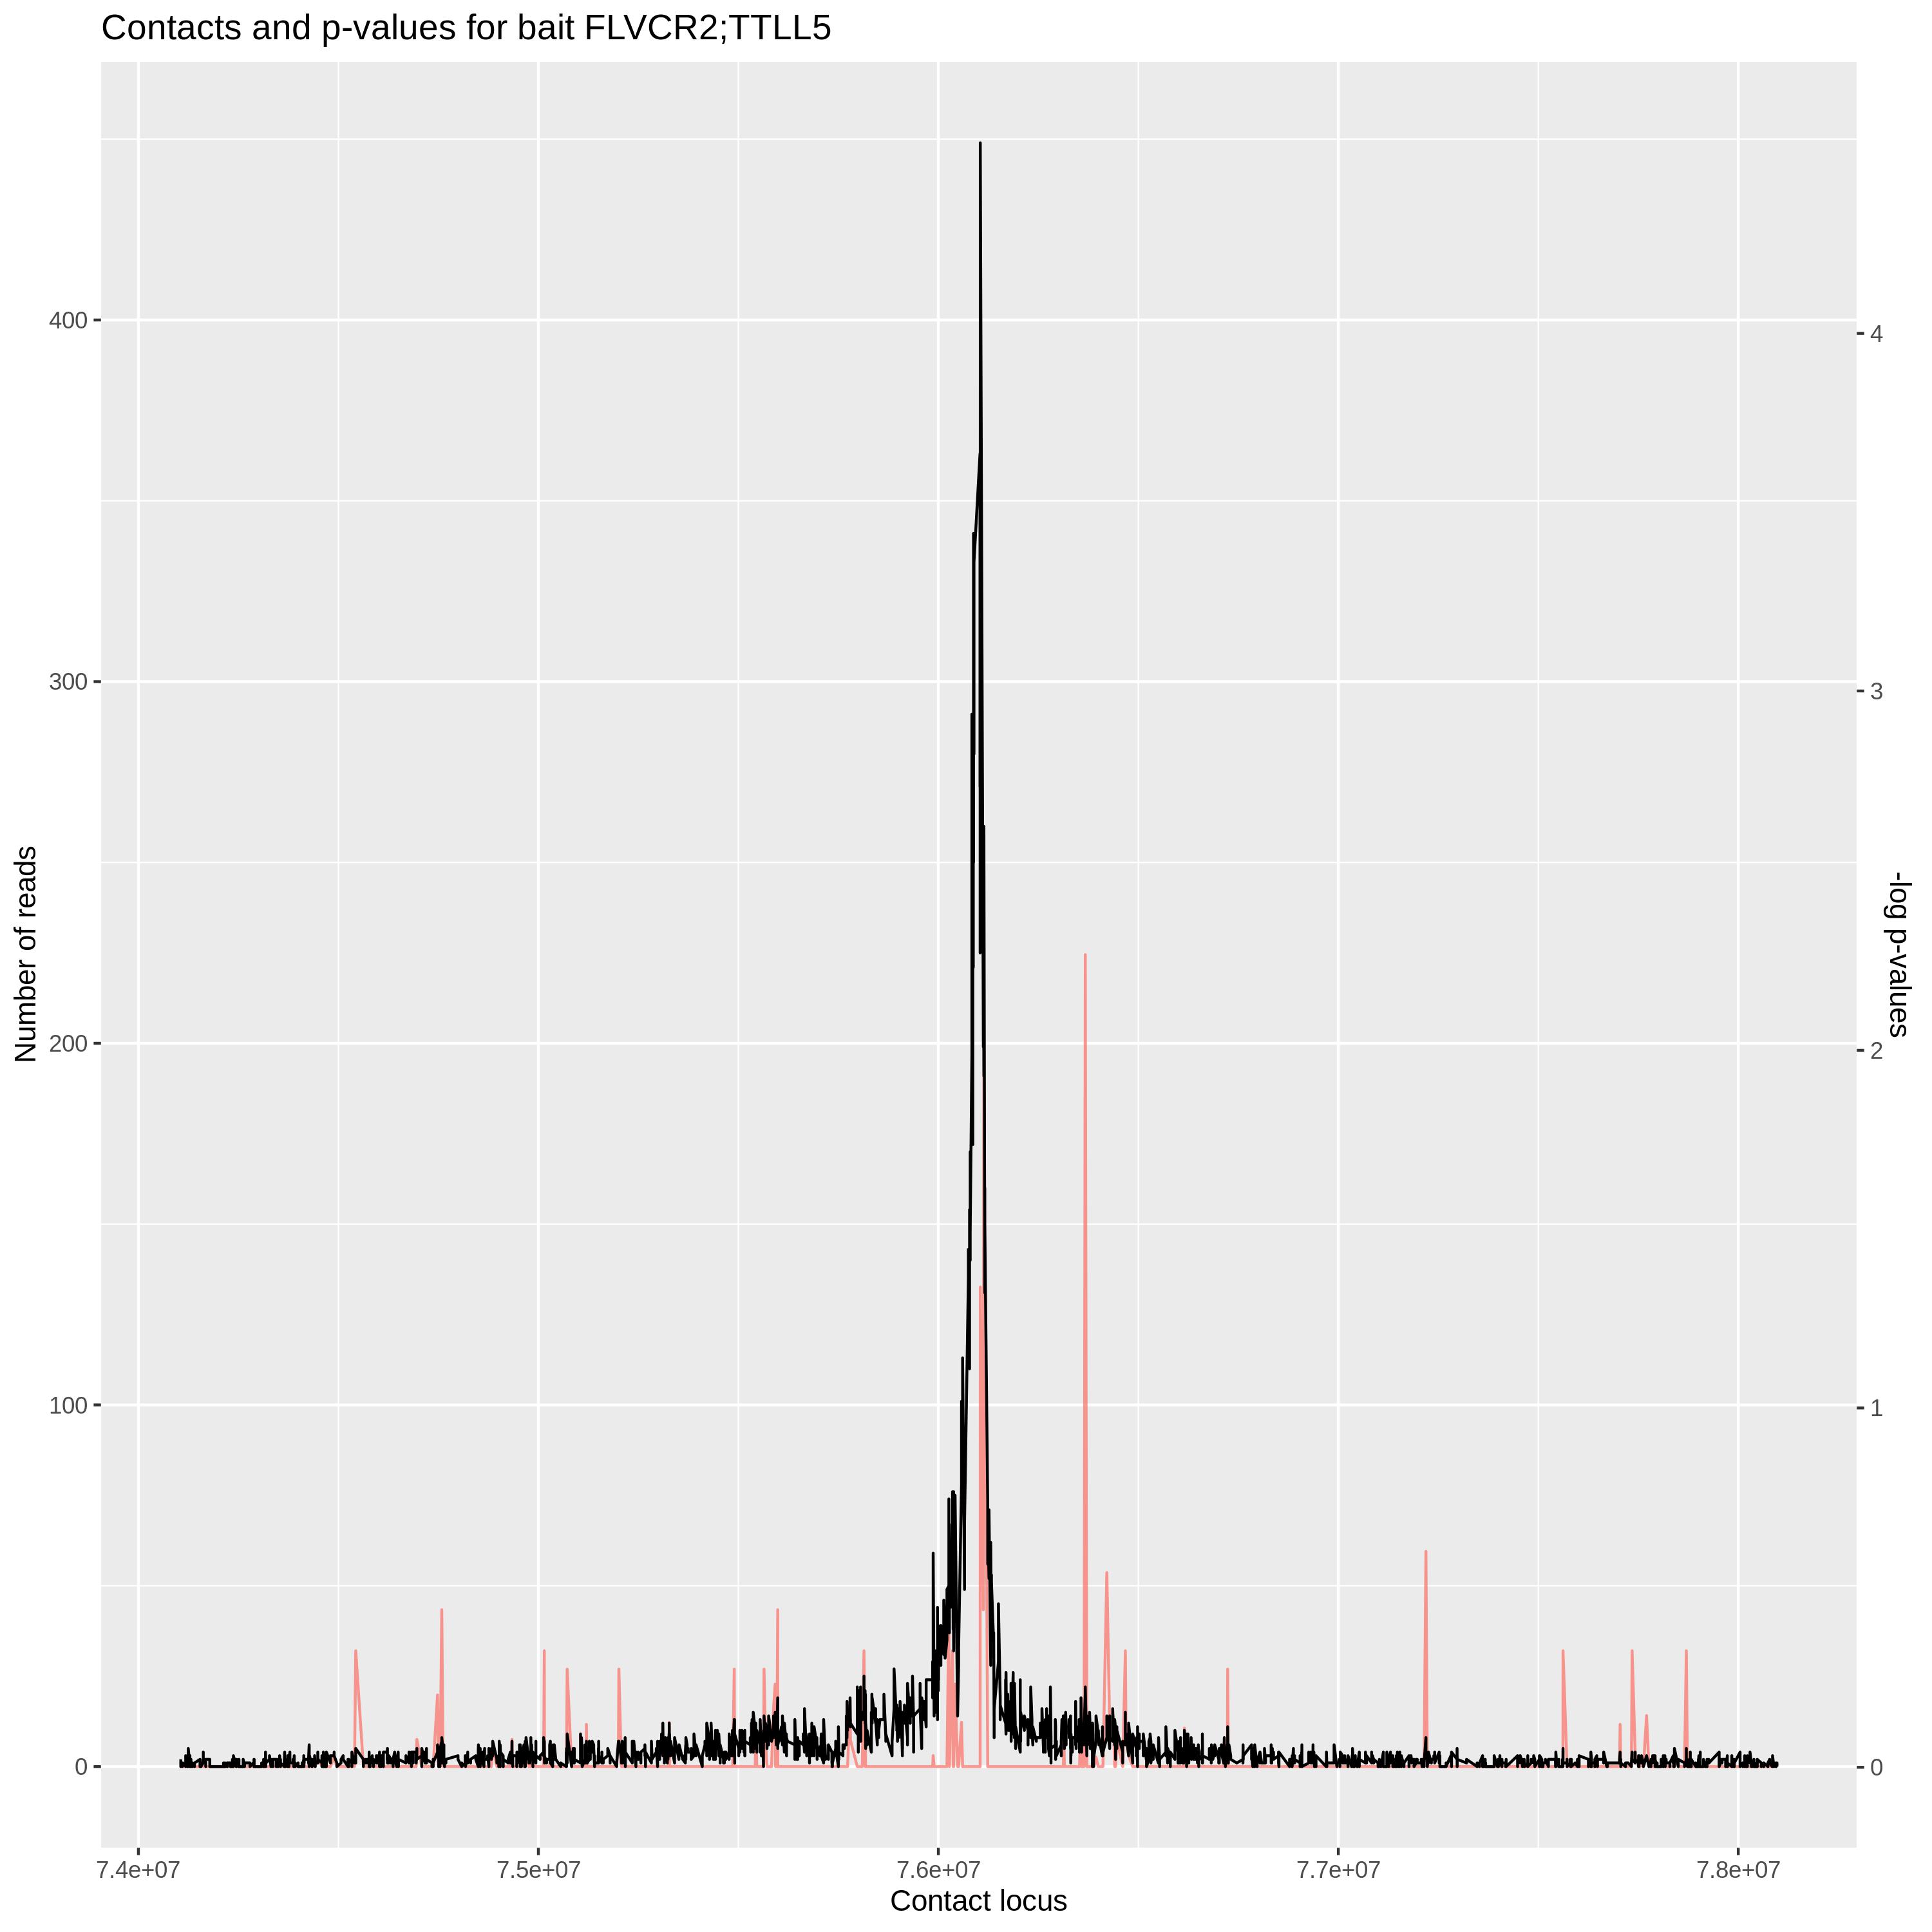 Contacts and p-values for bait FLVCR2;TTLL5
Number of reads
400
300
200
100
0
4
3
2
1
0
-log p-values
7.4e+07 7.5e+07 7.6e+07 7.7e+07 7.8e+07
Contact locus